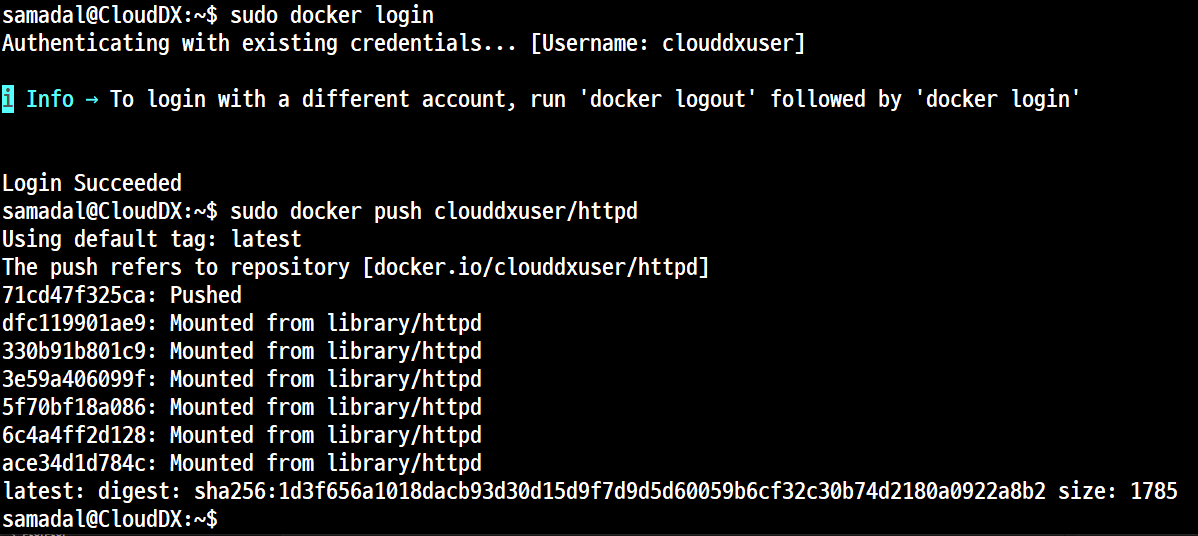 samadal@CloudDX:~$ sudo docker login
Authenticating with existing credentials... [Username: clouddxuser]
i Info → To login with a different account, run 'docker logout' followed by 'docker login'
Login Succeeded
samadal@CloudDX:~$ sudo docker push clouddxuser/httpd
Using default tag: latest
The push refers to repository [docker.io/clouddxuser/httpd]
71cd47f325ca: Pushed
dfc119901ae9: Mounted from library/httpd
330b91b801c9: Mounted from library/httpd
3e59a406099f: Mounted from library/httpd
5f70bf18a086: Mounted from library/httpd
6c4a4ff2d128: Mounted from library/httpd
ace34d1d784c: Mounted from library/httpd
latest: digest: sha256:1d3f656a1018dacb93d30d15d9f7d9d5d60059b6cf32c30b74d2180a0922a8b2 size: 1785
samadal@CloudDX:~$